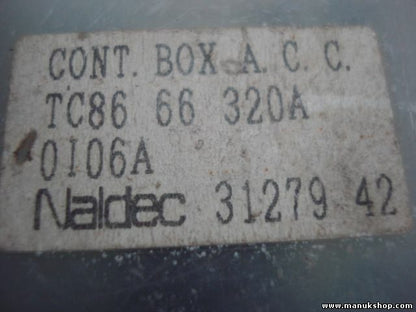 CONT. BOX A. C. C.
TC86 66 320A
0106A
Naldec 31279 42
www.manukshop.com